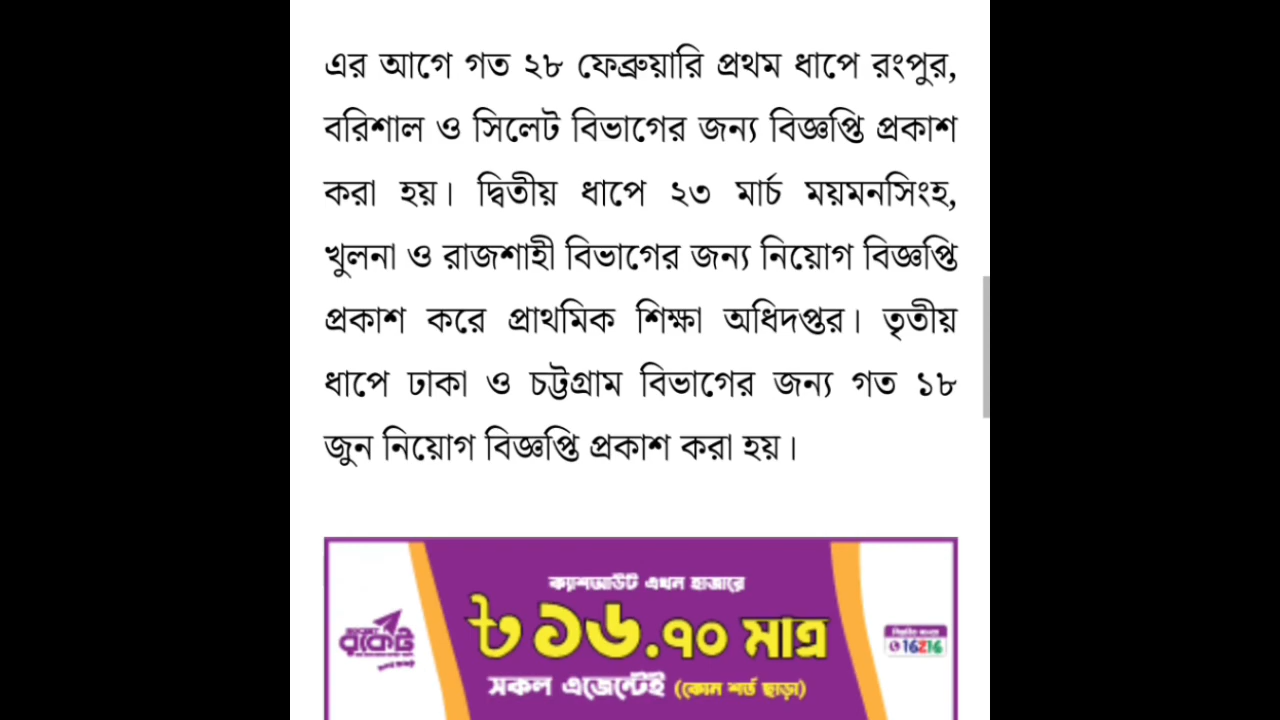 এর আগে গত ২৮ ফেব্রুয়ারি প্রথম ধাপে রংপুর,
বরিশাল ও সিলেট বিভাগের জন্য বিজ্ঞপ্তি প্রকাশ
করা হয়। দ্বিতীয় ধাপে ২৩ মার্চ ময়মনসিংহ,
খুলনা ও রাজশাহী বিভাগের জন্য নিয়োগ বিজ্ঞপ্তি
প্রকাশ করে প্রাথমিক শিক্ষা অধিদপ্তর। তৃতীয়
ধাপে ঢাকা ও চট্টগ্রাম বিভাগের জন্য গত ১৮
জুন নিয়োগ বিজ্ঞপ্তি প্রকাশ করা হয়।
ক্যাশআউট এখন হাজারে
৳ ১৬.৭০ মাত্র
সকল এজেন্টেই (কোন শর্ত ছাড়া)
রকেট
16216